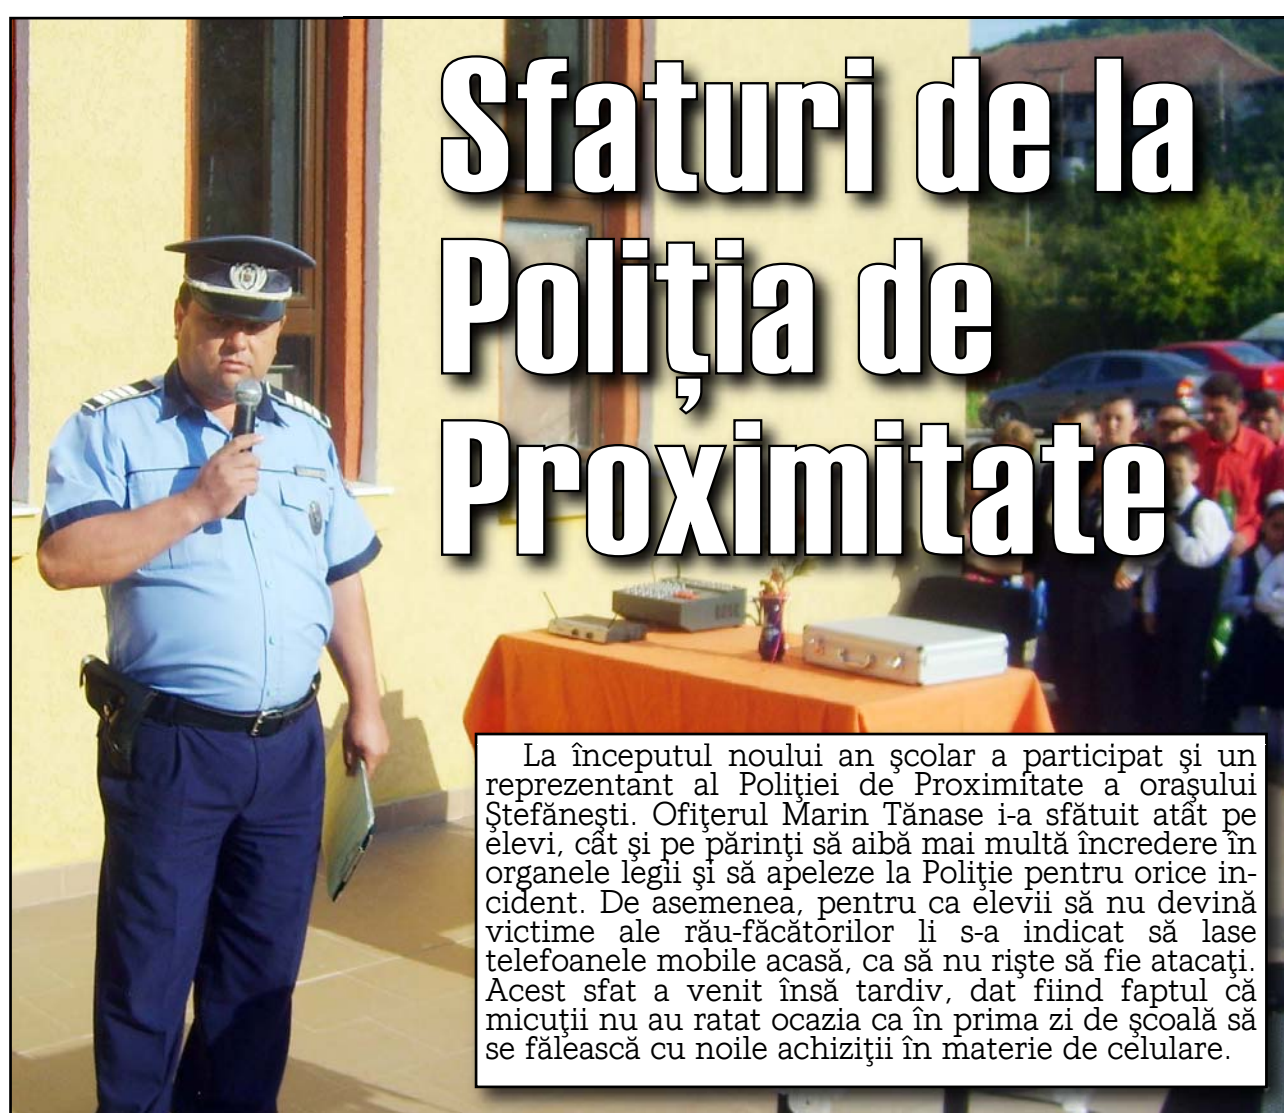 Sfaturi de la
Poliţia de
Proximitate
La începutul noului an şcolar a participat şi un
reprezentant al Poliţiei de Proximitate a oraşului
Ştefăneşti. Ofiţerul Marin Tănase i-a sfătuit atât pe
elevi, cât şi pe părinţi să aibă mai multă încredere în
organele legii şi să apeleze la Poliţie pentru orice in-
cident. De asemenea, pentru ca elevii să nu devină
victime ale rău-făcătorilor li s-a indicat să lase
telefoanele mobile acasă, ca să nu rişte să fie atacaţi.
Acest sfat a venit însă tardiv, dat fiind faptul că
micuţii nu au ratat ocazia ca în prima zi de şcoală să
se fălească cu noile achiziţii în materie de celulare.